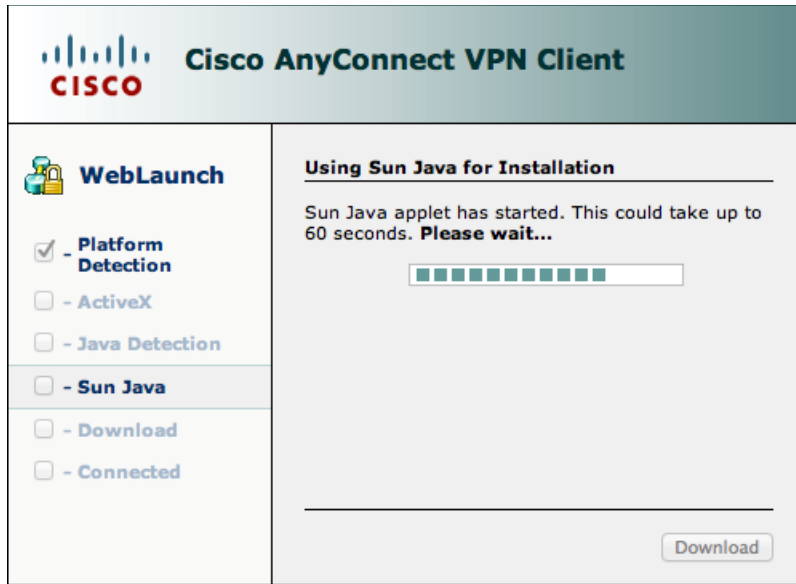 CISCO
Cisco AnyConnect VPN Client
WebLaunch
- Platform
Detection
- ActiveX
- Java Detection
- Sun Java
- Download
- Connected
Using Sun Java for Installation
Sun Java applet has started. This could take up to
60 seconds. Please wait...
Download